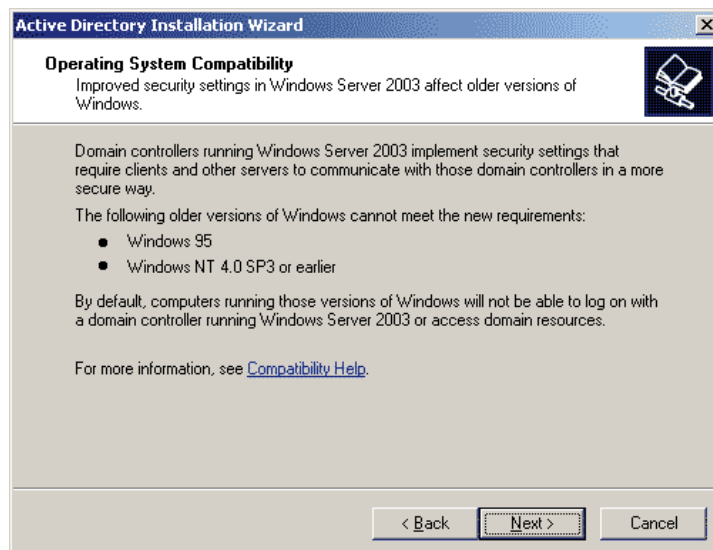 Active Directory Installation Wizard
Operating System Compatibility
Improved security settings in Windows Server 2003 affect older versions of
Windows.
Domain controllers running Windows Server 2003 implement security settings that
require clients and other servers to communicate with those domain controllers in a more
secure way.
The following older versions of Windows cannot meet the new requirements:
● Windows 95
● Windows NT 4.0 SP3 or earlier
By default, computers running those versions of Windows will not be able to log on with
a domain controller running Windows Server 2003 or access domain resources.
For more information, see Compatibility Help.
< Back Next > Cancel